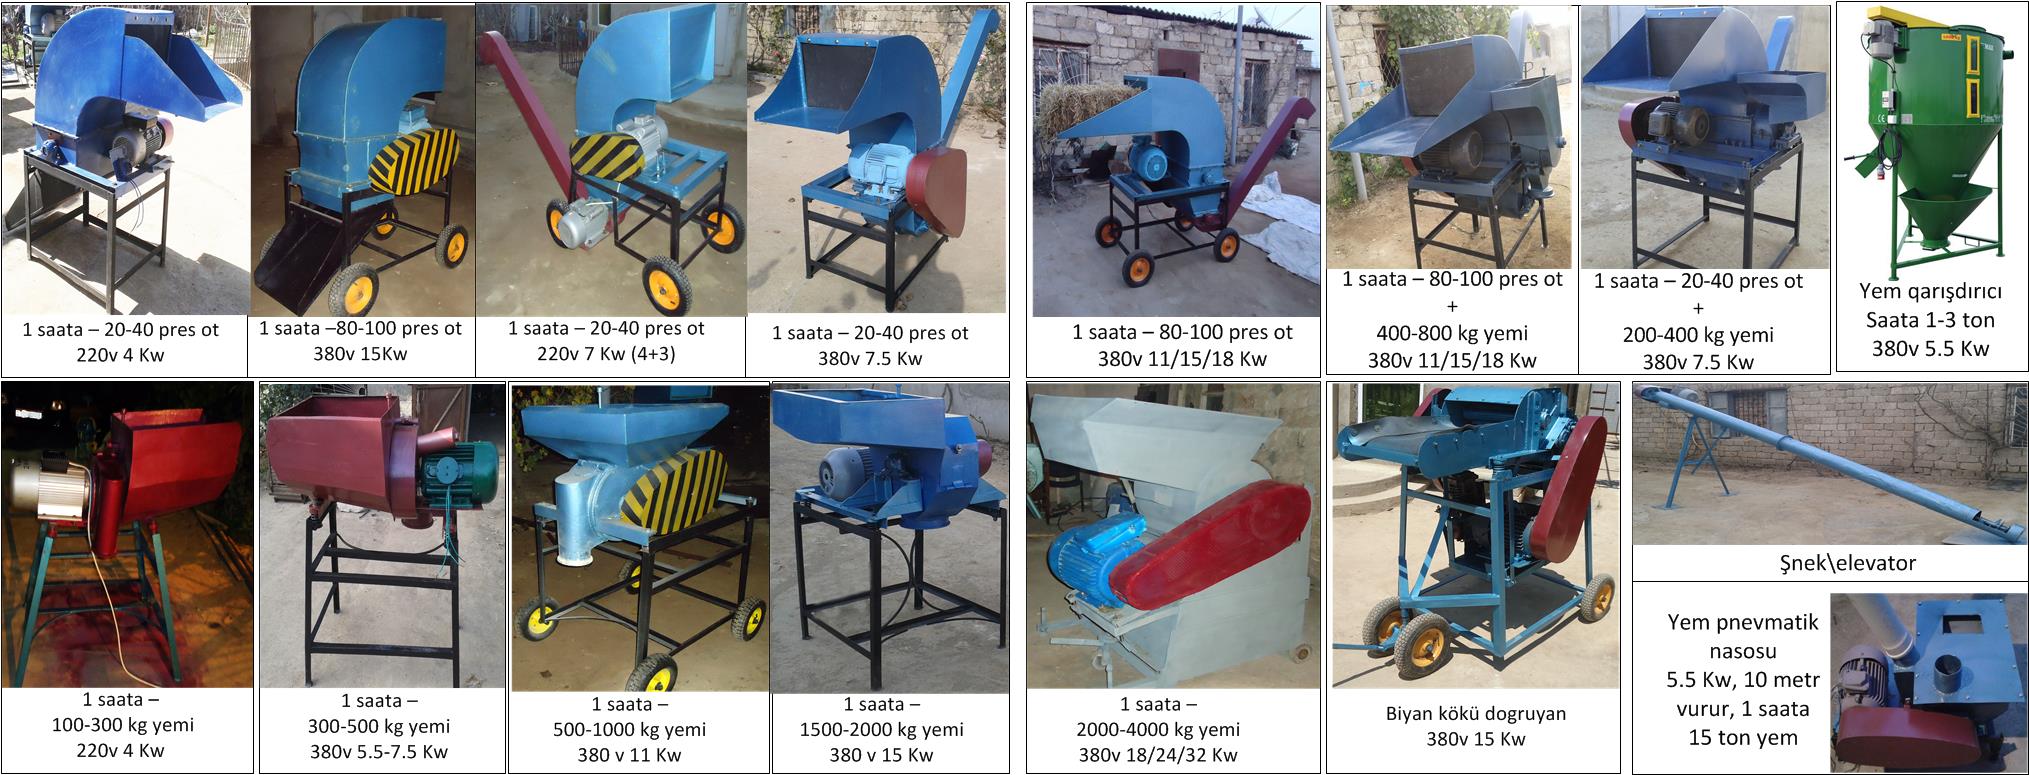 1 saata – 20-40 pres ot
220v 4 Kw
1 saata –80-100 pres ot
380v 15Kw
1 saata – 20-40 pres ot
220v 7 Kw (4+3)
1 saata – 20-40 pres ot
380v 7.5 Kw
1 saata – 80-100 pres ot
380v 11/15/18 Kw
1 saata – 80-100 pres ot
+
400-800 kg yemi
380v 11/15/18 Kw
1 saata – 20-40 pres ot
+
200-400 kg yemi
380v 7.5 Kw
Yem qarışdırıcı
Saata 1-3 ton
380v 5.5 Kw
1 saata –
100-300 kg yemi
220v 4 Kw
1 saata –
300-500 kg yemi
380v 5.5-7.5 Kw
1 saata –
500-1000 kg yemi
380 v 11 Kw
1 saata –
1500-2000 kg yemi
380 v 15 Kw
1 saata –
2000-4000 kg yemi
380v 18/24/32 Kw
Biyan kökü dogruyan
380v 15 Kw
Şnek\elevator
Yem pnevmatik
nasosu
5.5 Kw, 10 metr
vurur, 1 saata
15 ton yem